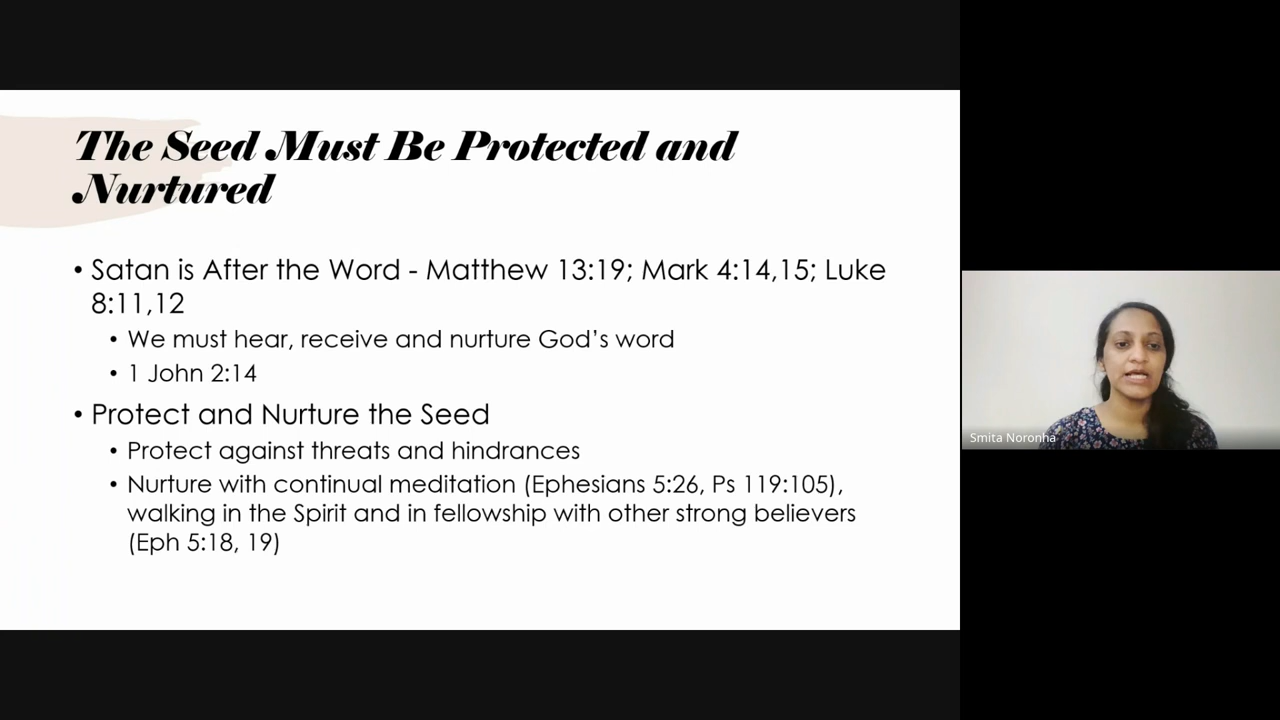 The Seed Must Be Protected and
Nurtured
• Satan is After the Word - Matthew 13:19; Mark 4:14,15; Luke
8:11,12
• We must hear, receive and nurture God’s word
• 1 John 2:14
• Protect and Nurture the Seed
• Protect against threats and hindrances
• Nurture with continual meditation (Ephesians 5:26, Ps 119:105),
walking in the Spirit and in fellowship with other strong believers
(Eph 5:18, 19)
Smita Noronha